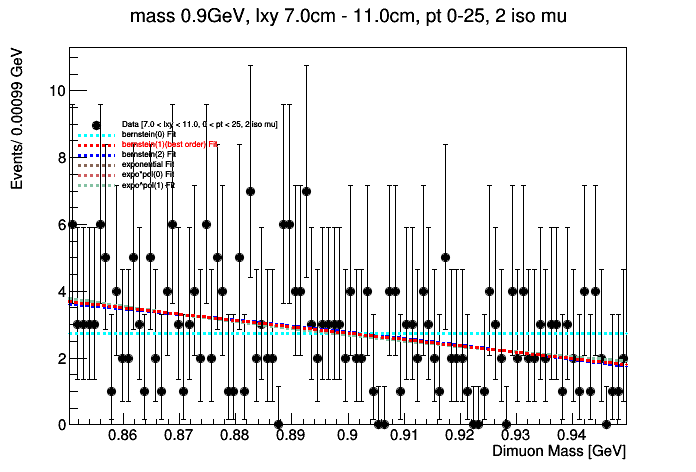 mass 0.9GeV, lxy 7.0cm - 11.0cm, pt 0-25, 2 iso mu
Events/ 0.00099 GeV
10
8
6
4
2
0
Data [7.0 < lxy < 11.0, 0 < pt < 25, 2 iso mu]
bernstein(0) Fit
bernstein(1)(best order) Fit
bernstein(2) Fit
exponential Fit
expo*pol(0) Fit
expo*pol(1) Fit
0.86 0.87 0.88 0.89 0.9 0.91 0.92 0.93 0.94
Dimuon Mass [GeV]